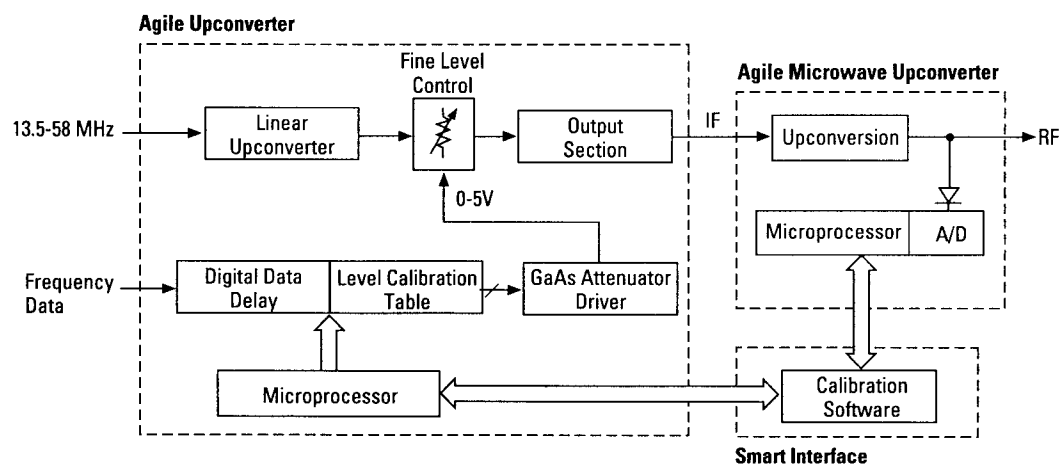 Agile Upconverter
Fine Level
Control
Agile Microwave Upconverter
13.5-58 MHz
Linear
Upconverter
Output
Section
IF
Upconversion
RF
0-5V
Microprocessor
A/D
Frequency
Data
Digital Data
Delay
Level Calibration
Table
GaAs Attenuator
Driver
Microprocessor
Calibration
Software
Smart Interface